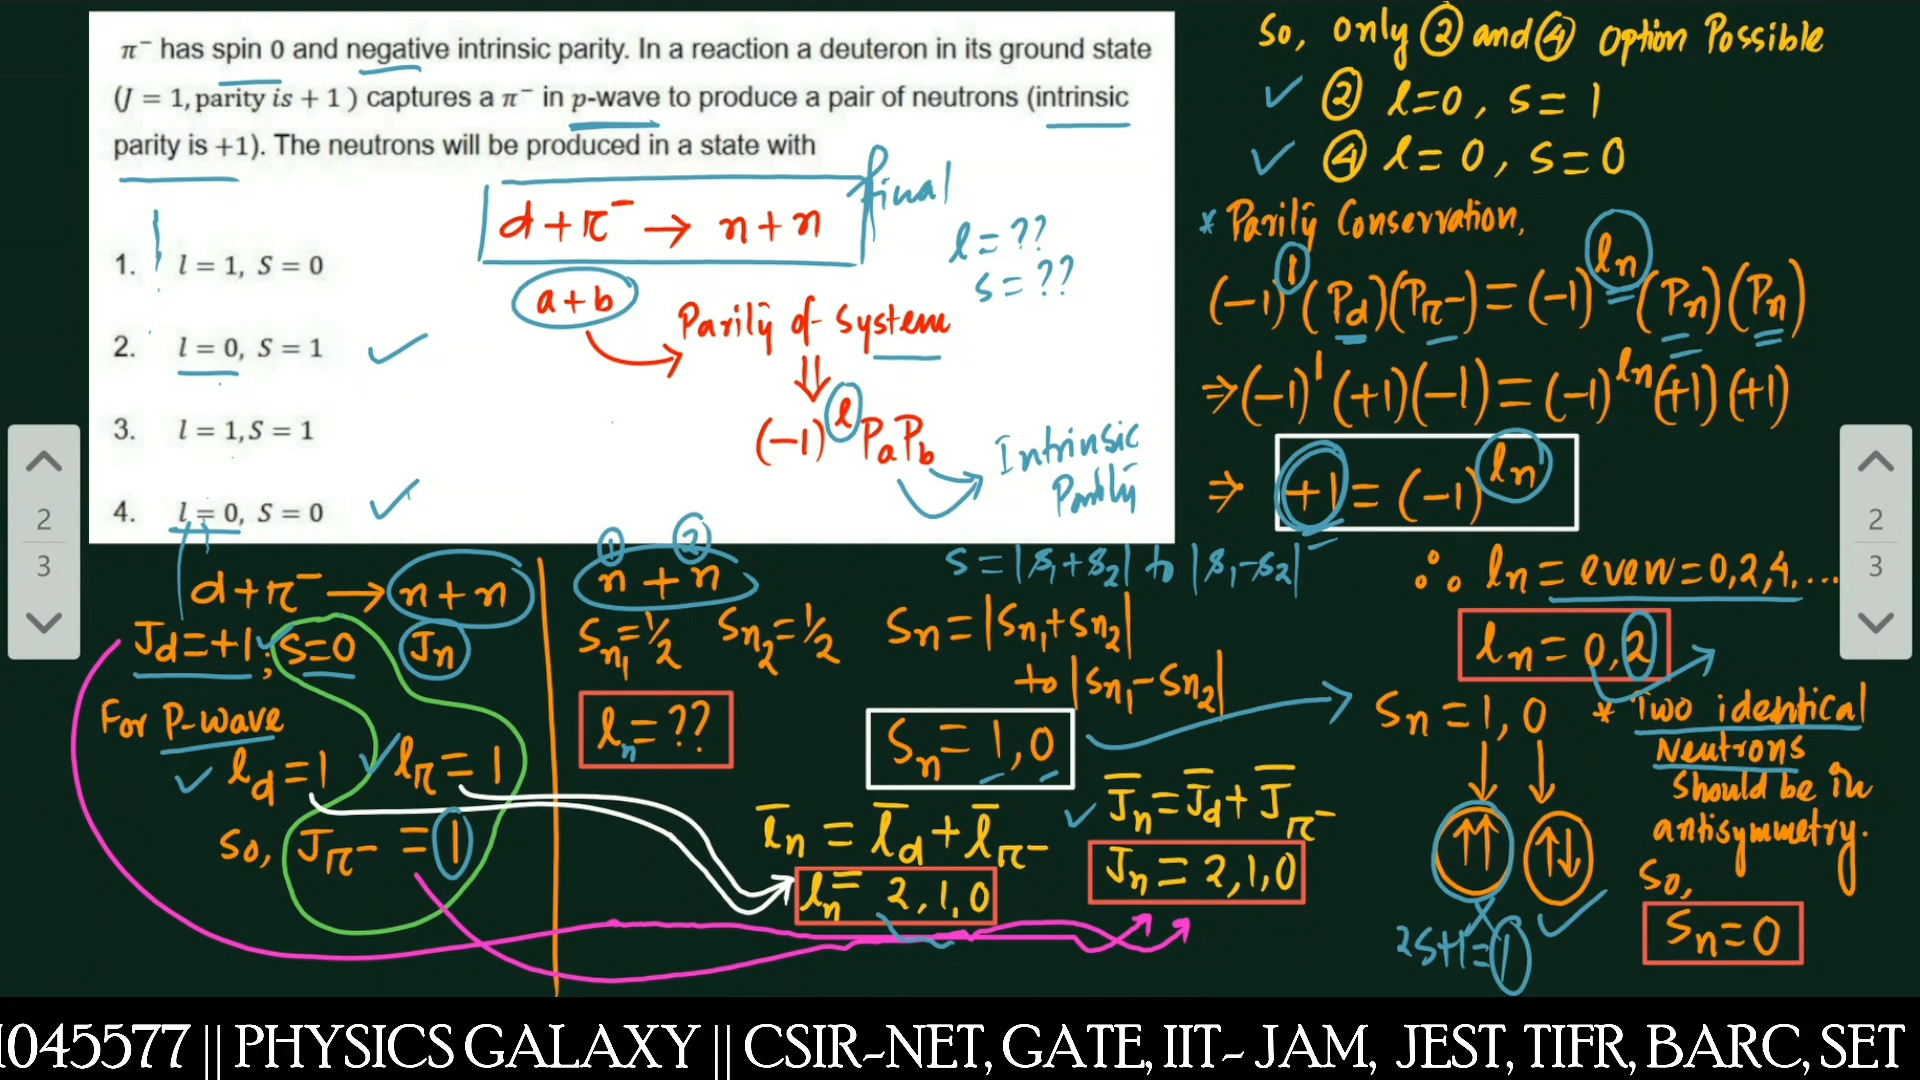 π⁻ has spin 0 and negative intrinsic parity. In a reaction a deuteron in its ground state
(J = 1, parity is + 1 ) captures a π⁻ in p-wave to produce a pair of neutrons (intrinsic
parity is +1). The neutrons will be produced in a state with
1. l = 1, S = 0
2. l = 0, S = 1
3. l = 1, S = 1
4. l = 0, S = 0
d + π⁻ → n + n
final
l = ??
s = ??
a + b
Parity of system
⇓
(-1)^l Pa Pb
Intrinsic
Parity
So, only ② and ④ option Possible
② l=0, s=1
④ l=0, s=0
* Parity Conservation,
(-1)^1 (Pd)(Pπ-) = (-1)^ln (Pn)(Pn)
⇒ (-1)^1 (+1)(-1) = (-1)^ln (+1)(+1)
⇒ +1 = (-1)^ln
∴ ln = even = 0,2,4,...
ln = 0,2
d + π⁻ → n + n
Jd=+1; s=0 Jn
For P-wave
ld=1 lπ=1
So, Jπ- = 1
① ②
n + n
Sn1=½ Sn2=½
ln=??
s = |s1+s2| to |s1-s2|
Sn = |Sn1+Sn2|
to |Sn1-Sn2|
Sn = 1,0
l̄n = l̄d + l̄π-
ln = 2,1,0
J̄n = J̄d + J̄π-
Jn = 2,1,0
Sn = 1, 0
↑↑ ↑↓
2s+1=1
* Two identical
Neutrons
Should be in
antisymmetry.
So,
Sn=0
2
3
2
3
1045577 || PHYSICS GALAXY || CSIR-NET, GATE, IIT- JAM, JEST, TIFR, BARC, SET